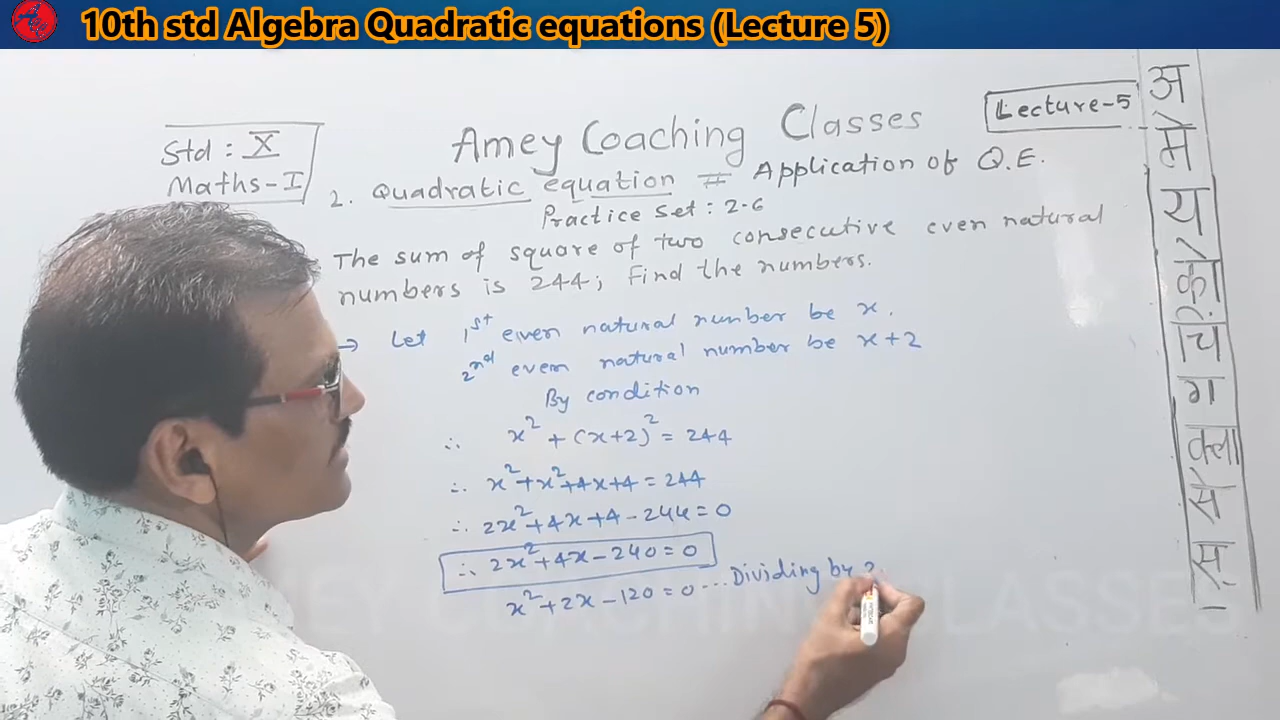 10th std Algebra Quadratic equations (Lecture 5)
Lecture-5
Std : X
Maths-I
Amey Coaching Classes
2. Quadratic equation # Application of Q.E.
Practice Set : 2.6
The sum of square of two consecutive even natural
numbers is 244; Find the numbers.
→ Let 1st even natural number be x.
2nd even natural number be x+2
By condition
∴ x² + (x+2)² = 244
∴ x²+x²+4x+4 = 244
∴ 2x²+4x+4-244 = 0
∴ 2x²+4x-240 = 0
x²+2x-120 = 0 ... Dividing by 2
अमेय कोचिंग क्लासेस